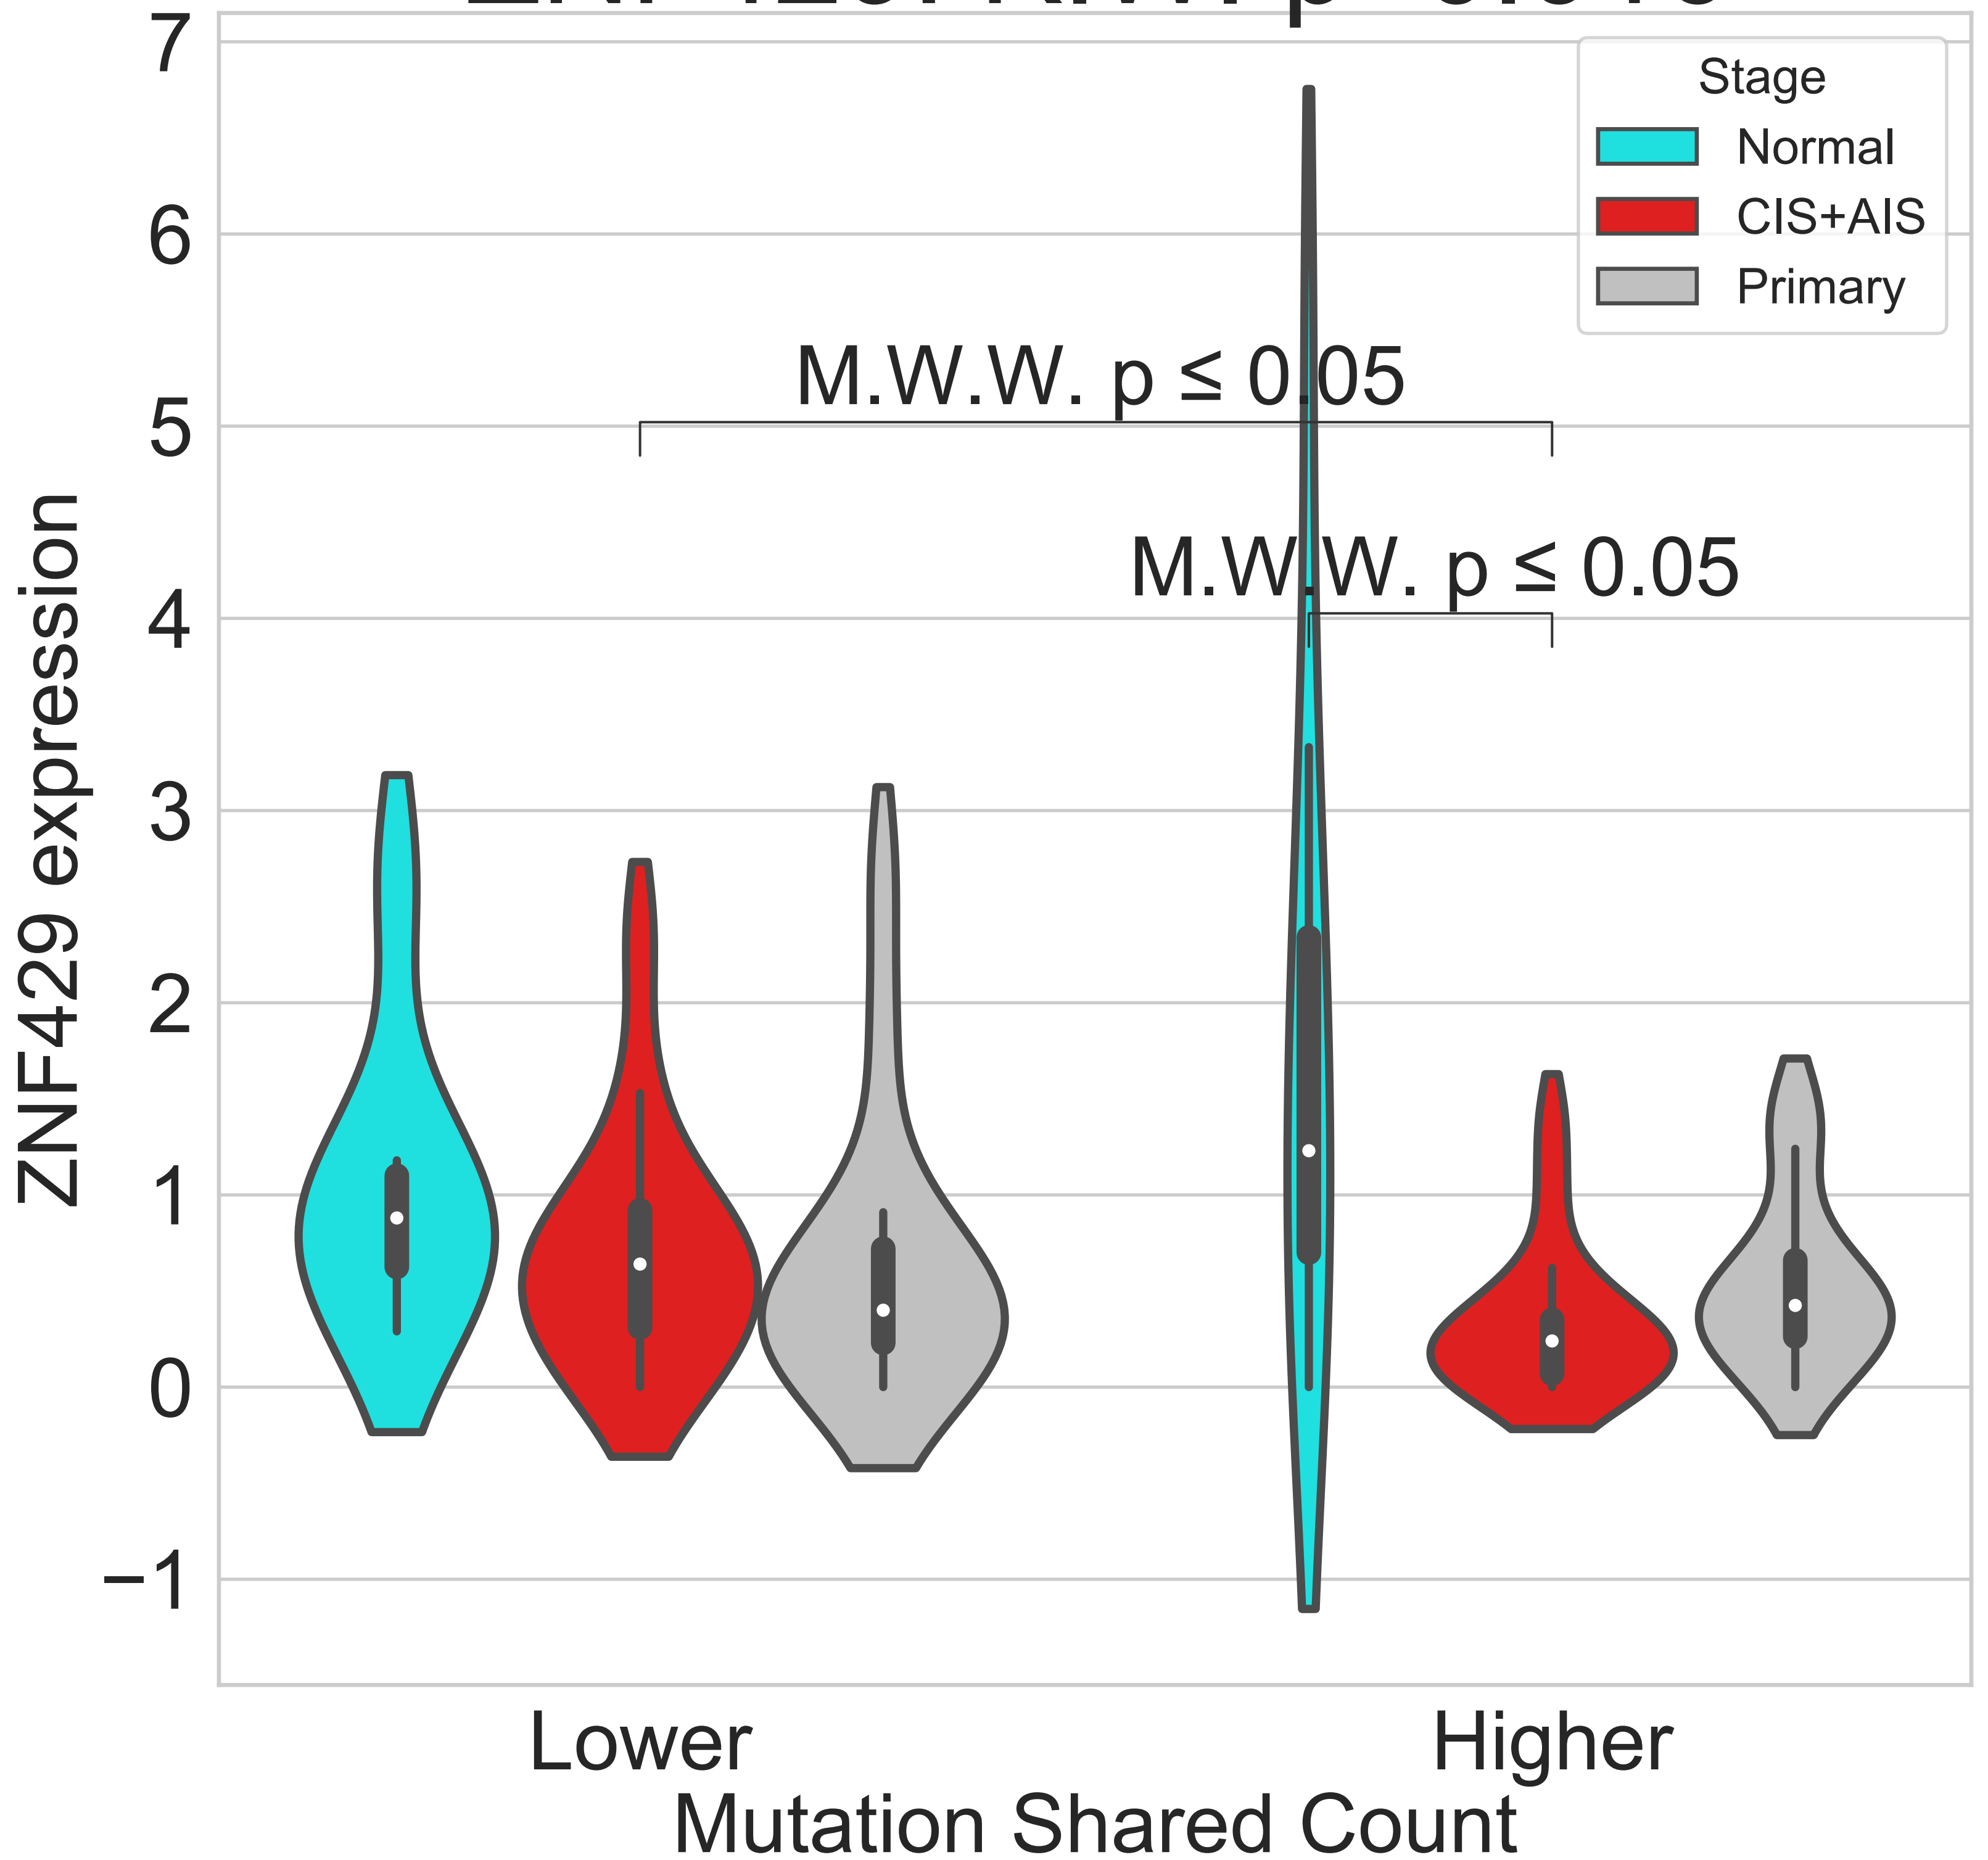 7
6
5
4
3
2
1
0
−1
ZNF429 expression
Stage
Normal
CIS+AIS
Primary
M.W.W. p ≤ 0.05
M.W.W. p ≤ 0.05
Lower
Higher
Mutation Shared Count